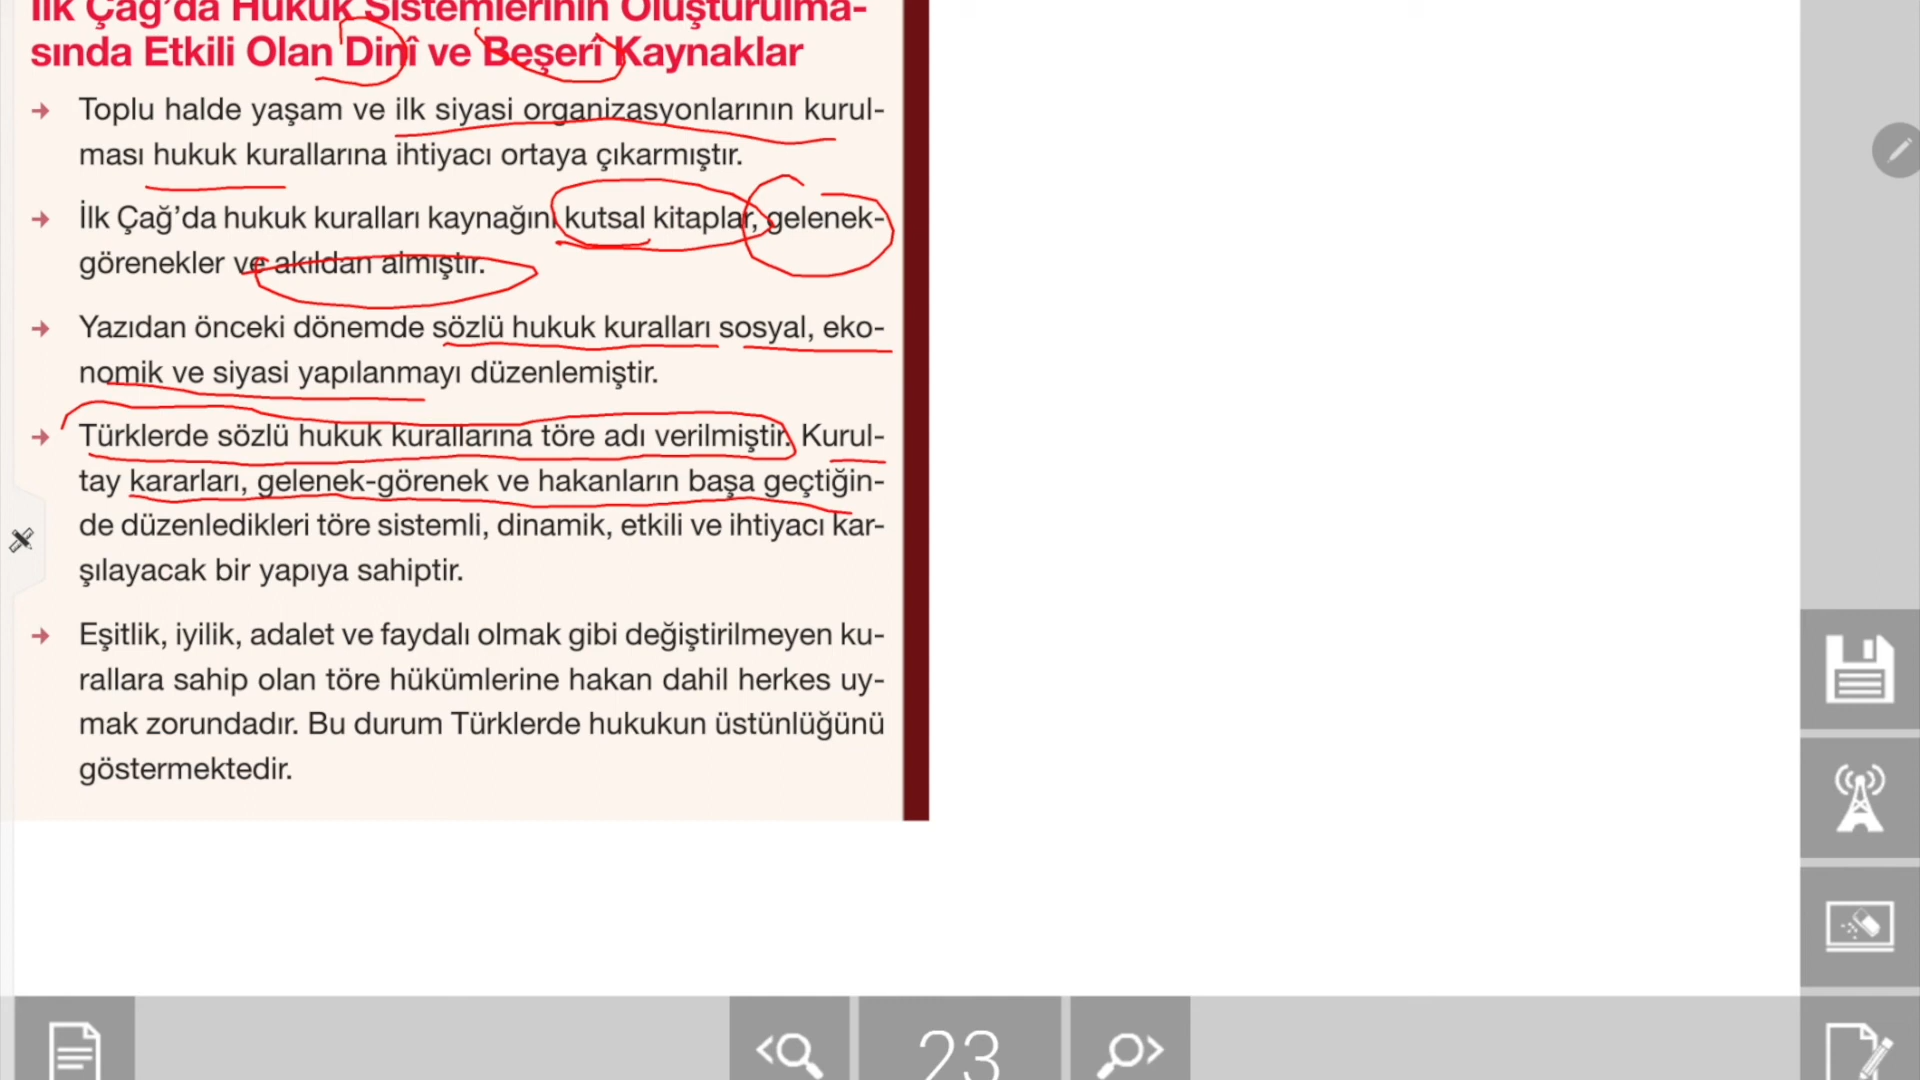 İlk Çağ'da Hukuk Sistemlerinin Oluşturulma-
sında Etkili Olan Dinî ve Beşerî Kaynaklar
Toplu halde yaşam ve ilk siyasi organizasyonlarının kurul-
ması hukuk kurallarına ihtiyacı ortaya çıkarmıştır.
İlk Çağ'da hukuk kuralları kaynağını kutsal kitaplar, gelenek-
görenekler ve akıldan almıştır.
Yazıdan önceki dönemde sözlü hukuk kuralları sosyal, eko-
nomik ve siyasi yapılanmayı düzenlemiştir.
Türklerde sözlü hukuk kurallarına töre adı verilmiştir. Kurul-
tay kararları, gelenek-görenek ve hakanların başa geçtiğin-
de düzenledikleri töre sistemli, dinamik, etkili ve ihtiyacı kar-
şılayacak bir yapıya sahiptir.
Eşitlik, iyilik, adalet ve faydalı olmak gibi değiştirilmeyen ku-
rallara sahip olan töre hükümlerine hakan dahil herkes uy-
mak zorundadır. Bu durum Türklerde hukukun üstünlüğünü
göstermektedir.
23